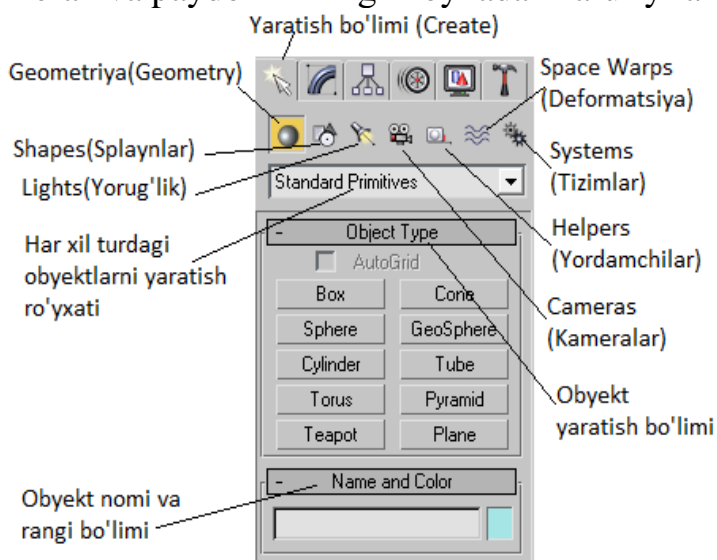 Yaratish bo'limi (Create)
Geometriya(Geometry)
Space Warps
(Deformatsiya)
Shapes(Splaynlar)
Systems
(Tizimlar)
Lights(Yorug'lik)
Standard Primitives
Helpers
(Yordamchilar)
Har xil turdagi
obyektlarni yaratish
ro'yxati
- Object Type
AutoGrid
Box Cone
Sphere GeoSphere
Cylinder Tube
Torus Pyramid
Teapot Plane
Cameras
(Kameralar)
Obyekt
yaratish bo'limi
- Name and Color
Obyekt nomi va
rangi bo'limi